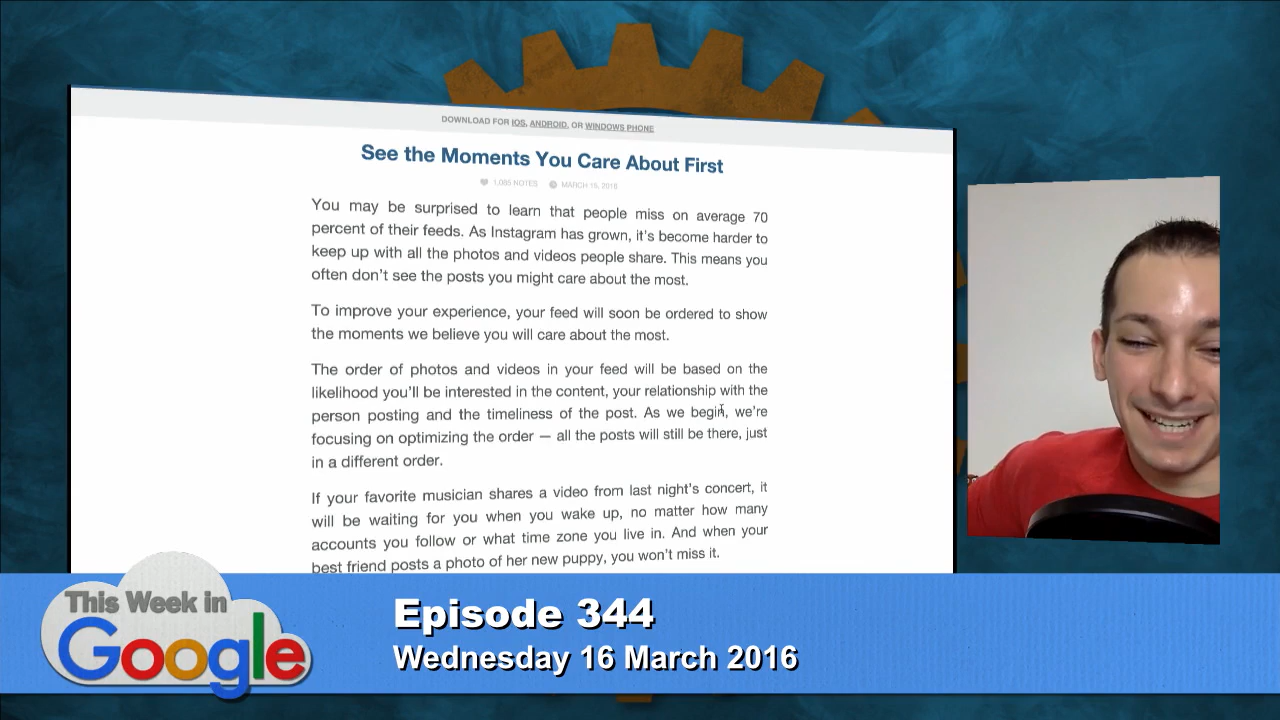 DOWNLOAD FOR IOS, ANDROID, OR WINDOWS PHONE
See the Moments You Care About First
1,085 NOTES MARCH 15, 2016
You may be surprised to learn that people miss on average 70
percent of their feeds. As Instagram has grown, it's become harder to
keep up with all the photos and videos people share. This means you
often don't see the posts you might care about the most.
To improve your experience, your feed will soon be ordered to show
the moments we believe you will care about the most.
The order of photos and videos in your feed will be based on the
likelihood you'll be interested in the content, your relationship with the
person posting and the timeliness of the post. As we begin, we're
focusing on optimizing the order — all the posts will still be there, just
in a different order.
If your favorite musician shares a video from last night's concert, it
will be waiting for you when you wake up, no matter how many
accounts you follow or what time zone you live in. And when your
best friend posts a photo of her new puppy, you won't miss it.
This Week in
Google
Episode 344
Wednesday 16 March 2016